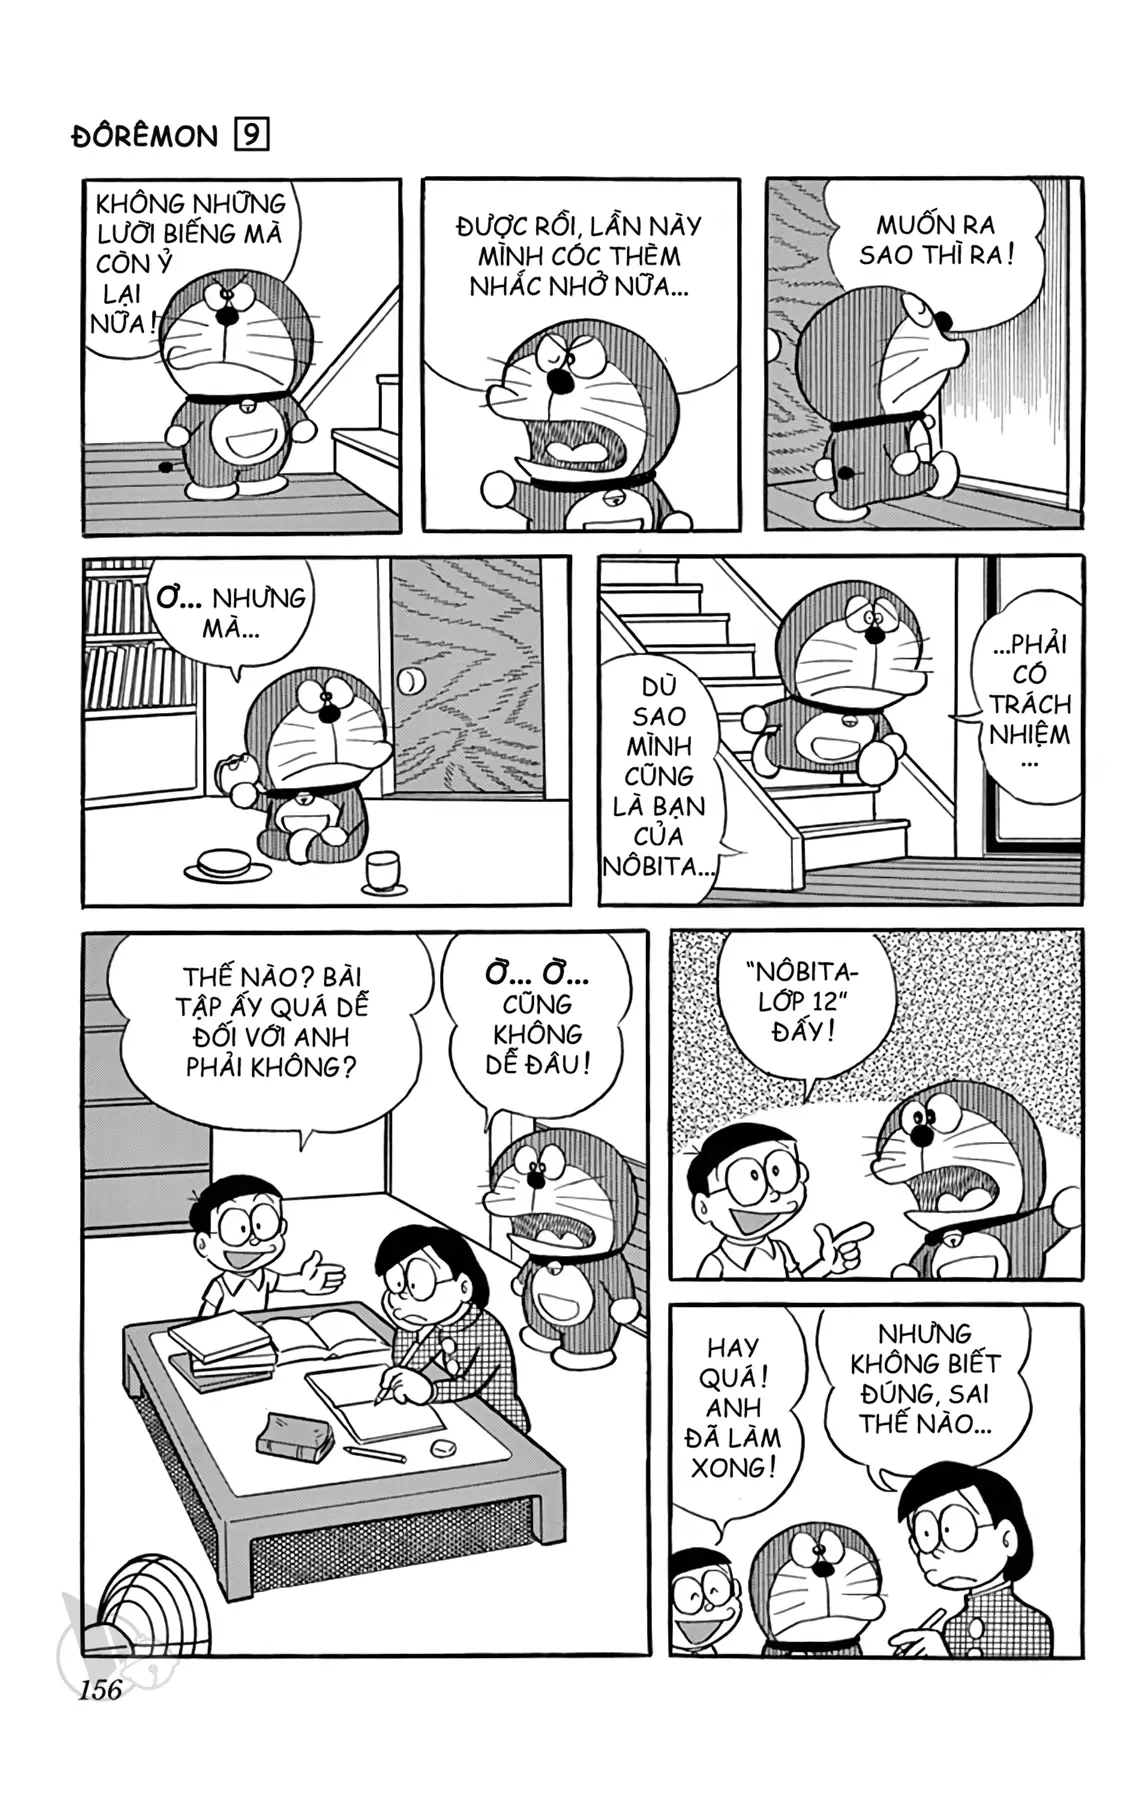 ĐÔRÊMON 9
KHÔNG NHỮNG
LƯỜI BIẾNG MÀ
CÒN Ỷ
LẠI
NỮA!
ĐƯỢC RỒI, LẦN NÀY
MÌNH CÓC THÈM
NHẮC NHỞ NỮA...
MUỐN RA
SAO THÌ RA!
Ơ... NHƯNG
MÀ...
DÙ
SAO
MÌNH
CŨNG
LÀ BẠN
CỦA
NÔBITA...
...PHẢI
CÓ
TRÁCH
NHIỆM
...
THẾ NÀO? BÀI
TẬP ẤY QUÁ DỄ
ĐỐI VỚI ANH
PHẢI KHÔNG?
Ờ... Ờ...
CŨNG
KHÔNG
DỄ ĐÂU!
"NÔBITA-
LỚP 12"
ĐẤY!
HAY
QUÁ!
ANH
ĐÃ LÀM
XONG!
NHƯNG
KHÔNG BIẾT
ĐÚNG, SAI
THẾ NÀO...
156